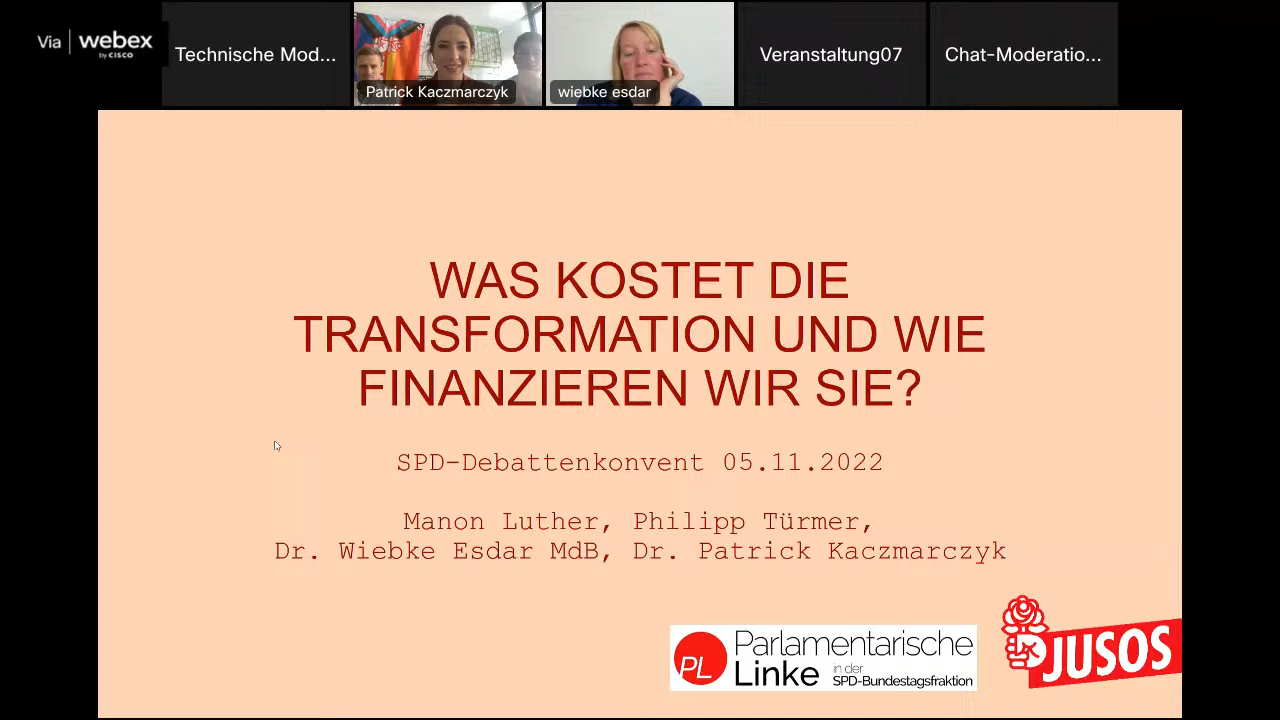 Via webex
by CISCO
Technische Mod...
Patrick Kaczmarczyk
wiebke esdar
Veranstaltung07
Chat-Moderatio...
WAS KOSTET DIE
TRANSFORMATION UND WIE
FINANZIEREN WIR SIE?
SPD-Debattenkonvent 05.11.2022
Manon Luther, Philipp Türmer,
Dr. Wiebke Esdar MdB, Dr. Patrick Kaczmarczyk
PL
Parlamentarische
Linke in der
SPD-Bundestagsfraktion
JUSOS